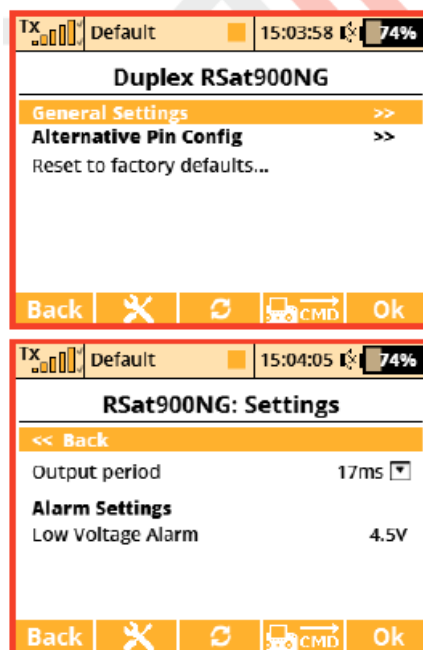 Tx Default 15:03:58 74%
Duplex RSat900NG
General Settings >>
Alternative Pin Config >>
Reset to factory defaults...
Back CMD Ok
Tx Default 15:04:05 74%
RSat900NG: Settings
<< Back
Output period 17ms
Alarm Settings
Low Voltage Alarm 4.5V
Back CMD Ok